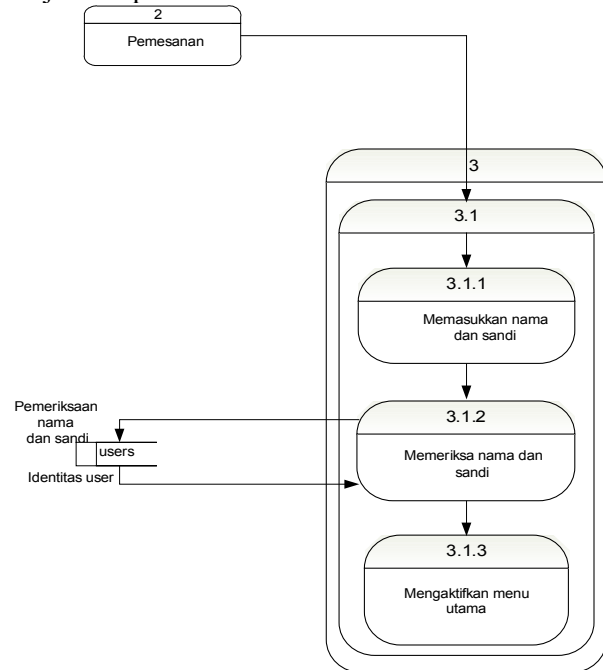 2
Pemesanan
3
3.1
3.1.1
Memasukkan nama
dan sandi
Pemeriksaan
nama
dan sandi
users
Identitas user
3.1.2
Memeriksa nama dan
sandi
3.1.3
Mengaktifkan menu
utama